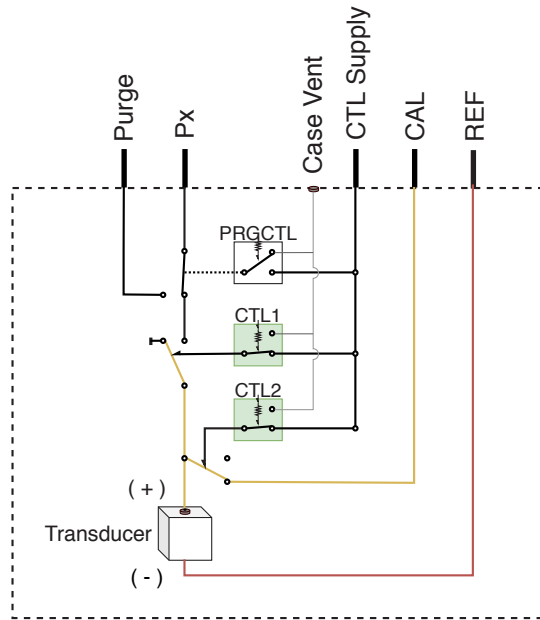 Purge
Px
Case Vent
CTL Supply
CAL
REF
PRGCTL
CTL1
CTL2
( + )
Transducer
( - )